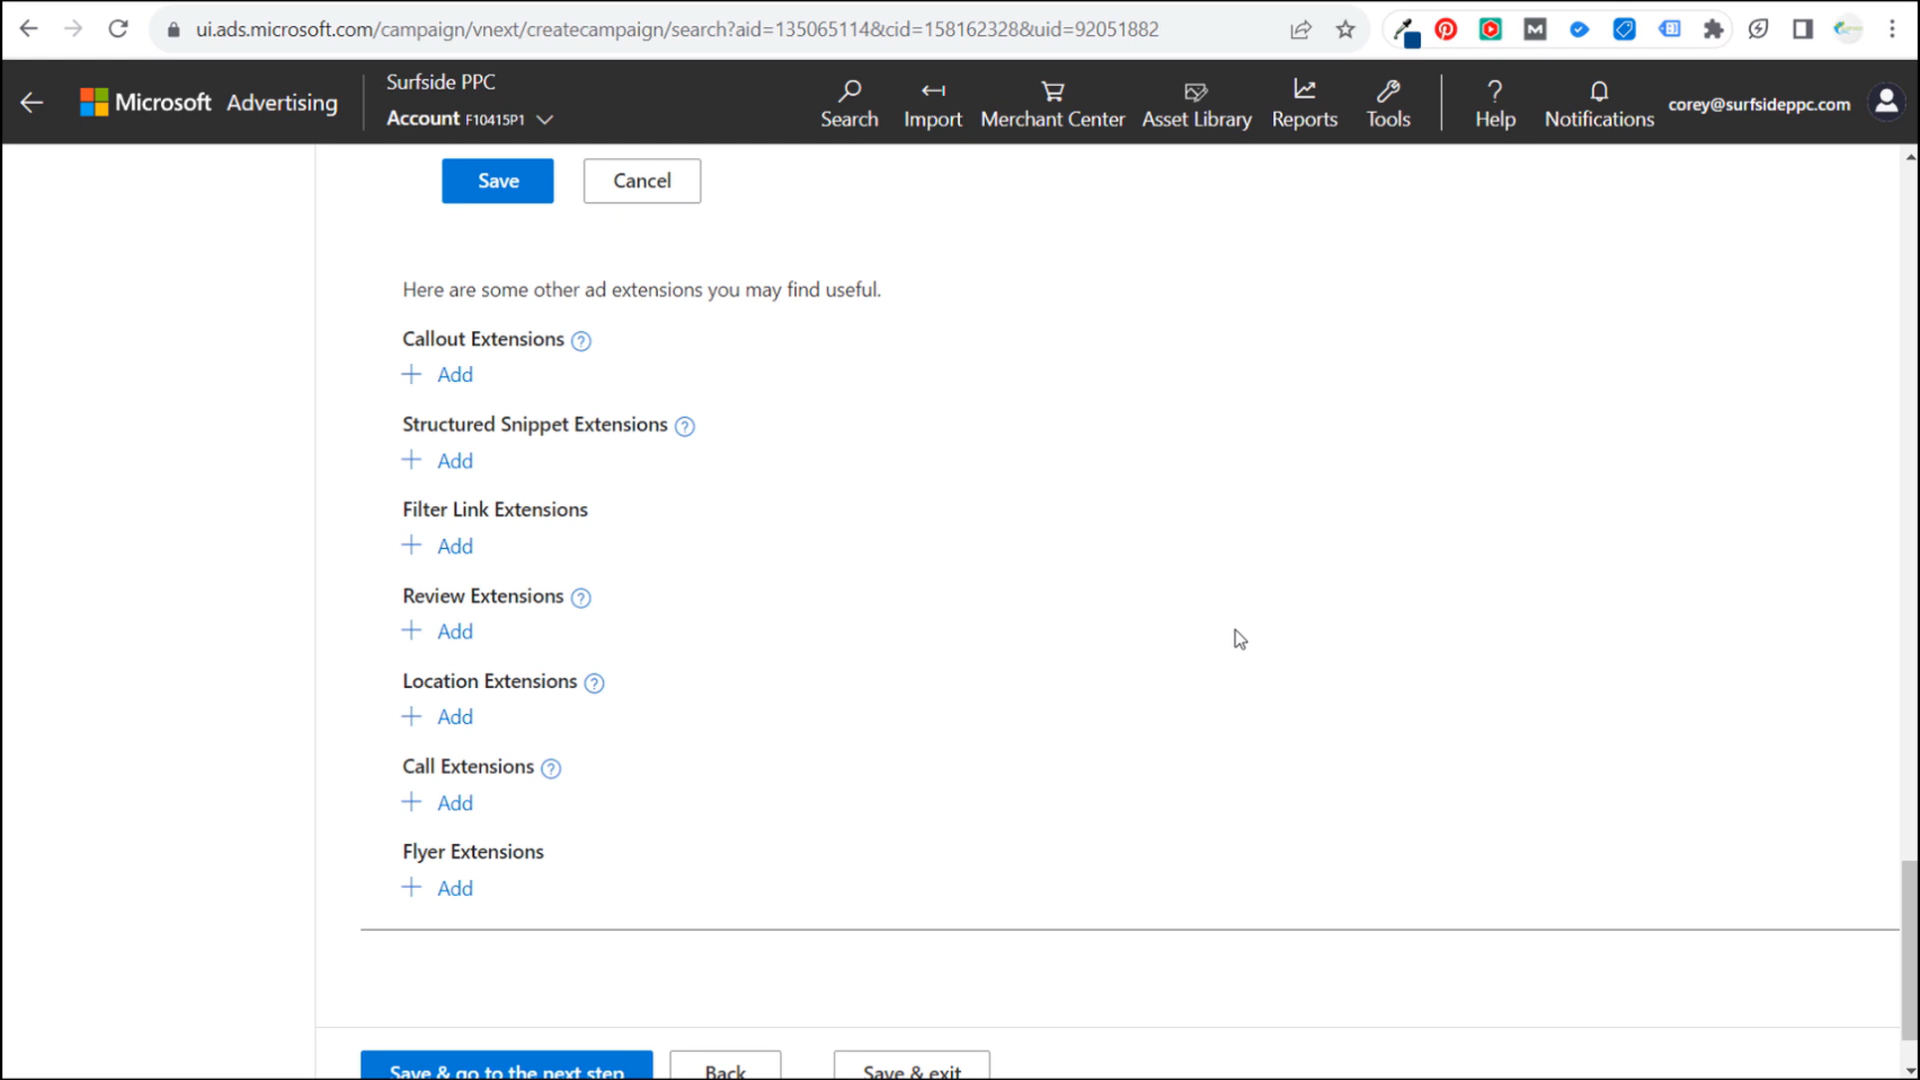 ui.ads.microsoft.com/campaign/vnext/createcampaign/search?aid=135065114&cid=158162328&uid=92051882
Microsoft Advertising
Surfside PPC
Account F10415P1
Search
Import
Merchant Center
Asset Library
Reports
Tools
?
Help
Notifications
corey@surfsideppc.com
Save
Cancel
Here are some other ad extensions you may find useful.
Callout Extensions ?
+ Add
Structured Snippet Extensions ?
+ Add
Filter Link Extensions
+ Add
Review Extensions ?
+ Add
Location Extensions ?
+ Add
Call Extensions ?
+ Add
Flyer Extensions
+ Add
Save & go to the next step
Back
Save & exit